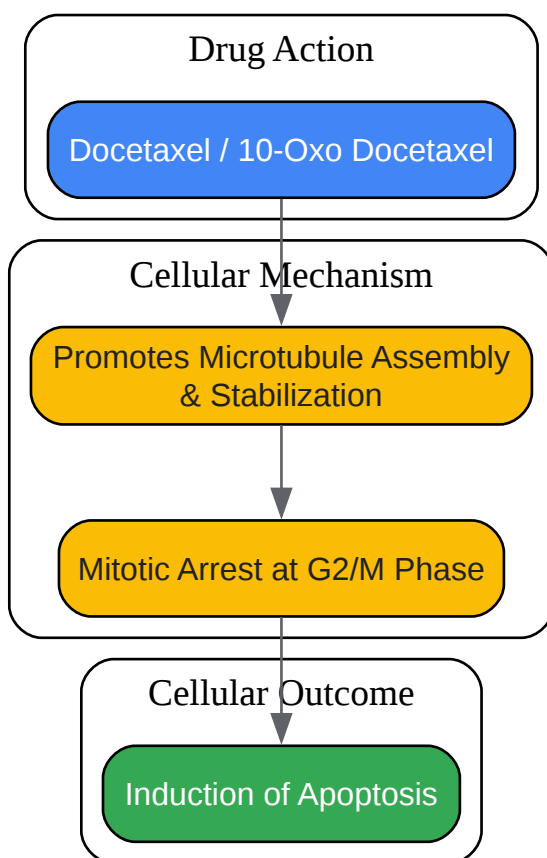 Drug Action
Docetaxel / 10-Oxo Docetaxel
Cellular Mechanism
Promotes Microtubule Assembly
& Stabilization
Mitotic Arrest at G2/M Phase
Cellular Outcome
Induction of Apoptosis